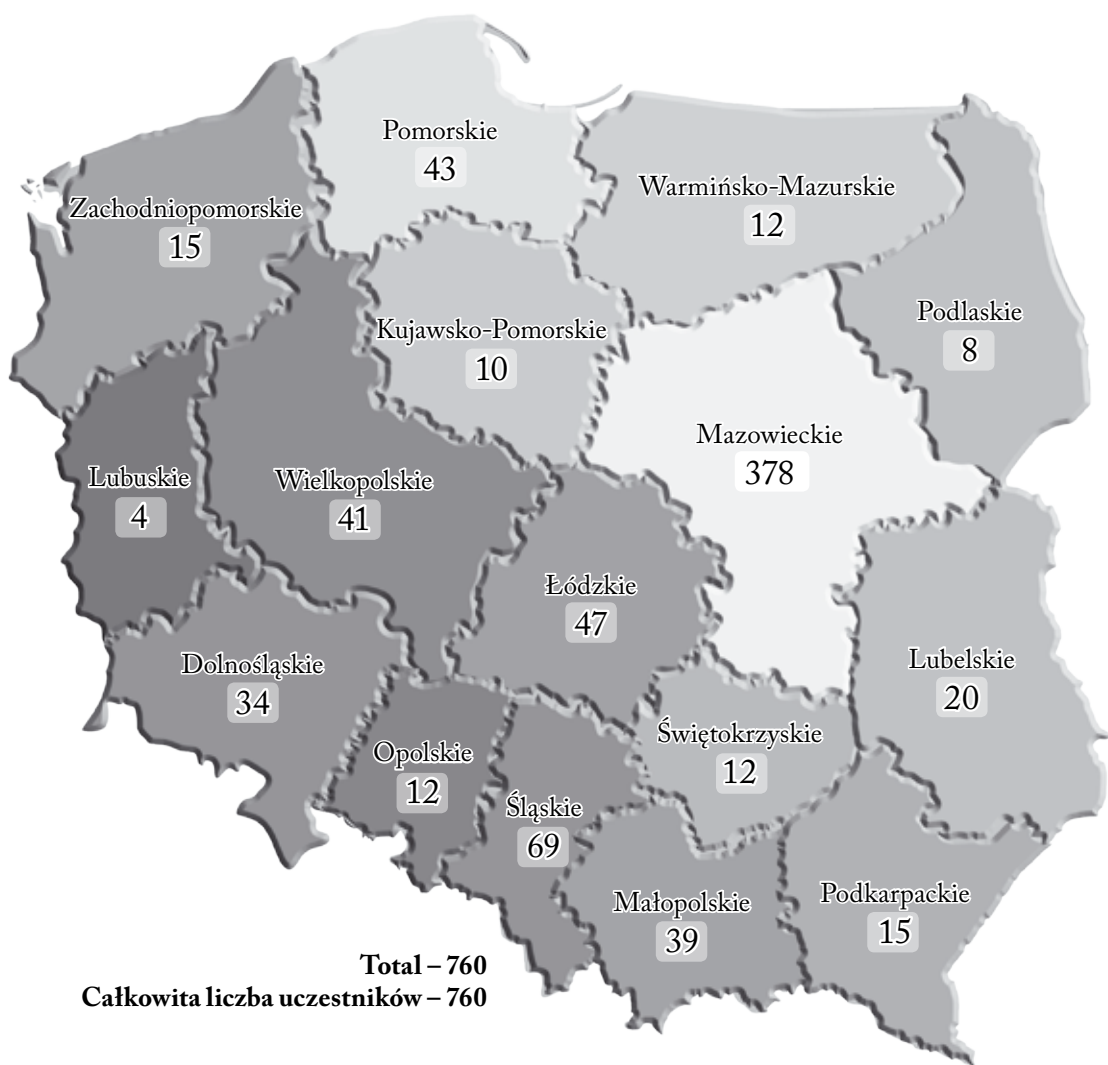 Pomorskie
43
Warmińsko-Mazurskie
12
Zachodniopomorskie
15
Podlaskie
8
Kujawsko-Pomorskie
10
Mazowieckie
378
Lubuskie
4
Wielkopolskie
41
Łódzkie
47
Dolnośląskie
34
Lubelskie
20
Świętokrzyskie
12
Opolskie
12
Śląskie
69
Małopolskie
39
Podkarpackie
15
Total – 760
Całkowita liczba uczestników – 760